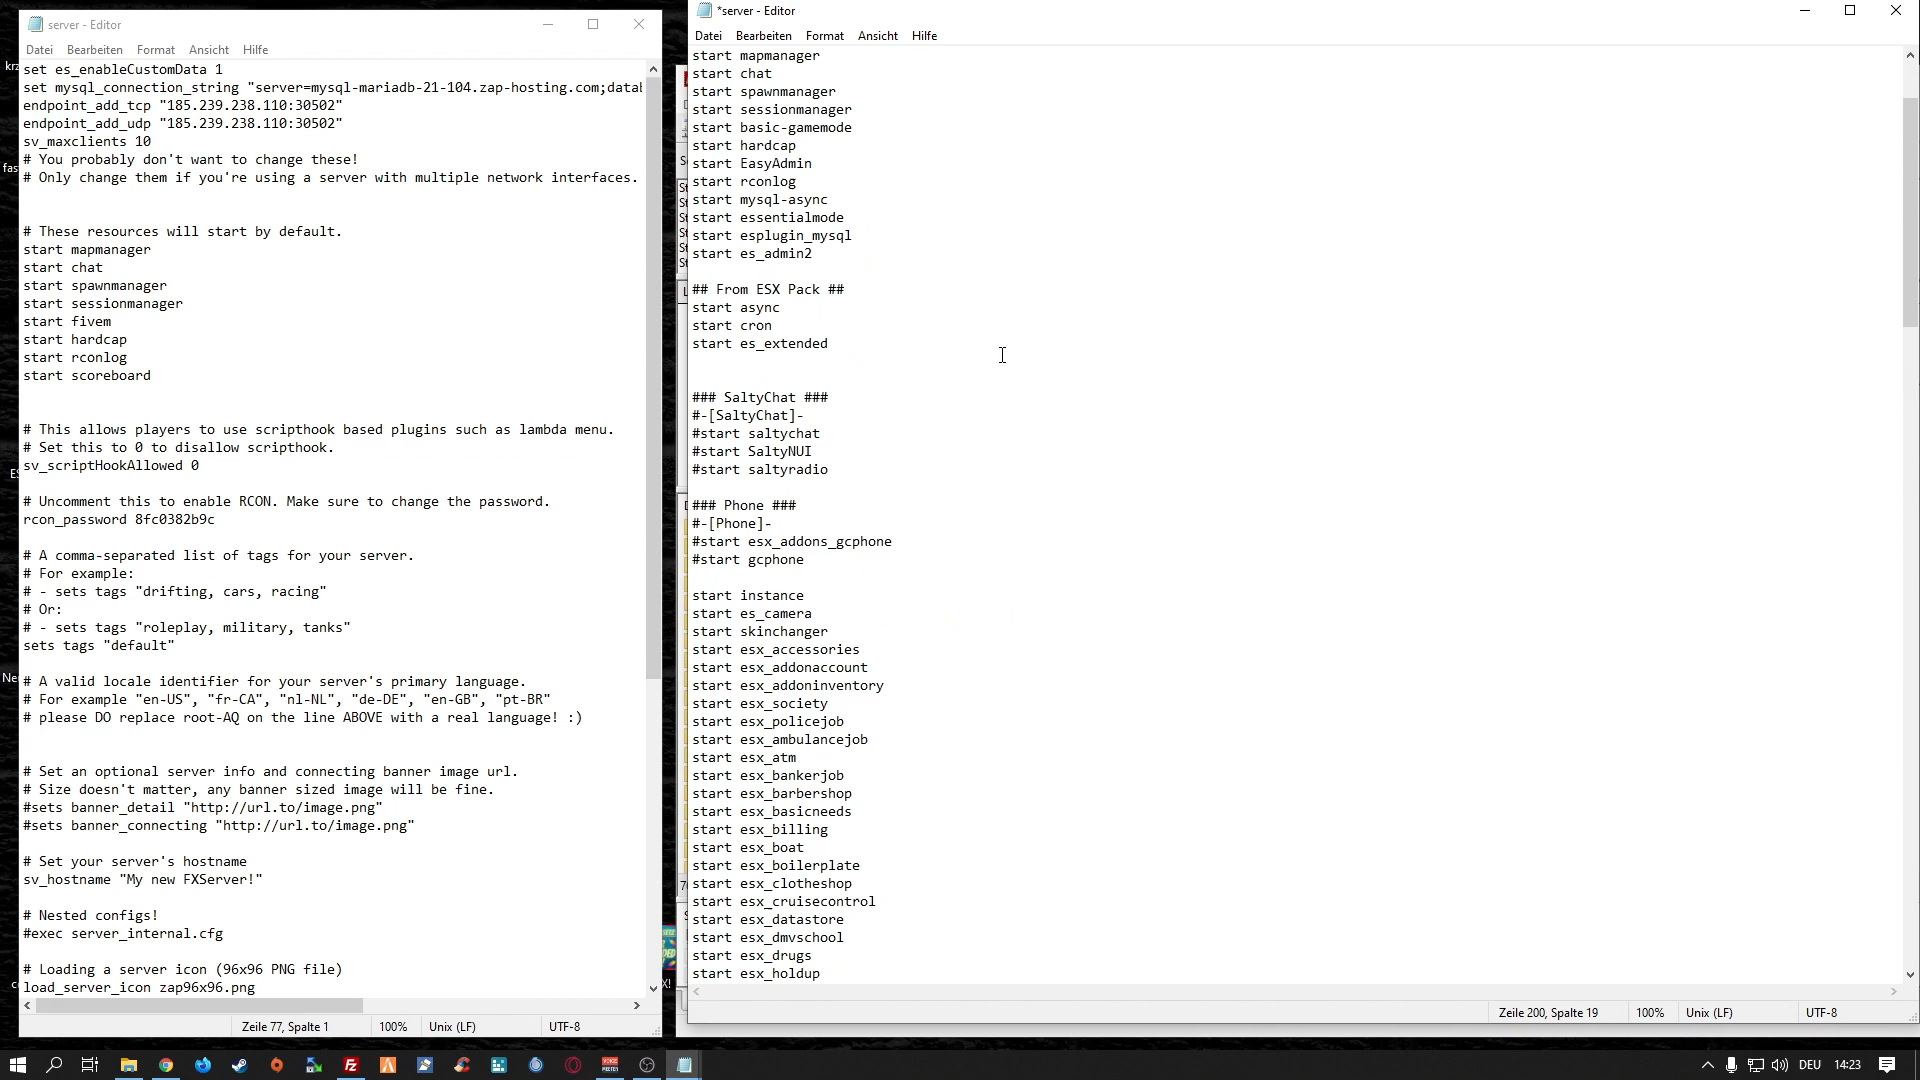 server - Editor
Datei Bearbeiten Format Ansicht Hilfe
set es_enableCustomData 1
set mysql_connection_string "server=mysql-mariadb-21-104.zap-hosting.com;datab
endpoint_add_tcp "185.239.238.110:30502"
endpoint_add_udp "185.239.238.110:30502"
sv_maxclients 10
# You probably don't want to change these!
# Only change them if you're using a server with multiple network interfaces.
# These resources will start by default.
start mapmanager
start chat
start spawnmanager
start sessionmanager
start fivem
start hardcap
start rconlog
start scoreboard
# This allows players to use scripthook based plugins such as lambda menu.
# Set this to 0 to disallow scripthook.
sv_scriptHookAllowed 0
# Uncomment this to enable RCON. Make sure to change the password.
rcon_password 8fc0382b9c
# A comma-separated list of tags for your server.
# For example:
# - sets tags "drifting, cars, racing"
# Or:
# - sets tags "roleplay, military, tanks"
sets tags "default"
# A valid locale identifier for your server's primary language.
# For example "en-US", "fr-CA", "nl-NL", "de-DE", "en-GB", "pt-BR"
# please DO replace root-AQ on the line ABOVE with a real language! :)
# Set an optional server info and connecting banner image url.
# Size doesn't matter, any banner sized image will be fine.
#sets banner_detail "http://url.to/image.png"
#sets banner_connecting "http://url.to/image.png"
# Set your server's hostname
sv_hostname "My new FXServer!"
# Nested configs!
#exec server_internal.cfg
# Loading a server icon (96x96 PNG file)
load_server_icon zap96x96.png
Zeile 77, Spalte 1 100% Unix (LF) UTF-8
*server - Editor
Datei Bearbeiten Format Ansicht Hilfe
start mapmanager
start chat
start spawnmanager
start sessionmanager
start basic-gamemode
start hardcap
start EasyAdmin
start rconlog
start mysql-async
start essentialmode
start esplugin_mysql
start es_admin2
## From ESX Pack ##
start async
start cron
start es_extended
### SaltyChat ###
#-[SaltyChat]-
#start saltychat
#start SaltyNUI
#start saltyradio
### Phone ###
#-[Phone]-
#start esx_addons_gcphone
#start gcphone
start instance
start es_camera
start skinchanger
start esx_accessories
start esx_addonaccount
start esx_addoninventory
start esx_society
start esx_policejob
start esx_ambulancejob
start esx_atm
start esx_bankerjob
start esx_barbershop
start esx_basicneeds
start esx_billing
start esx_boat
start esx_boilerplate
start esx_clotheshop
start esx_cruisecontrol
start esx_datastore
start esx_dmvschool
start esx_drugs
start esx_holdup
Zeile 200, Spalte 19 100% Unix (LF) UTF-8
DEU 14:23